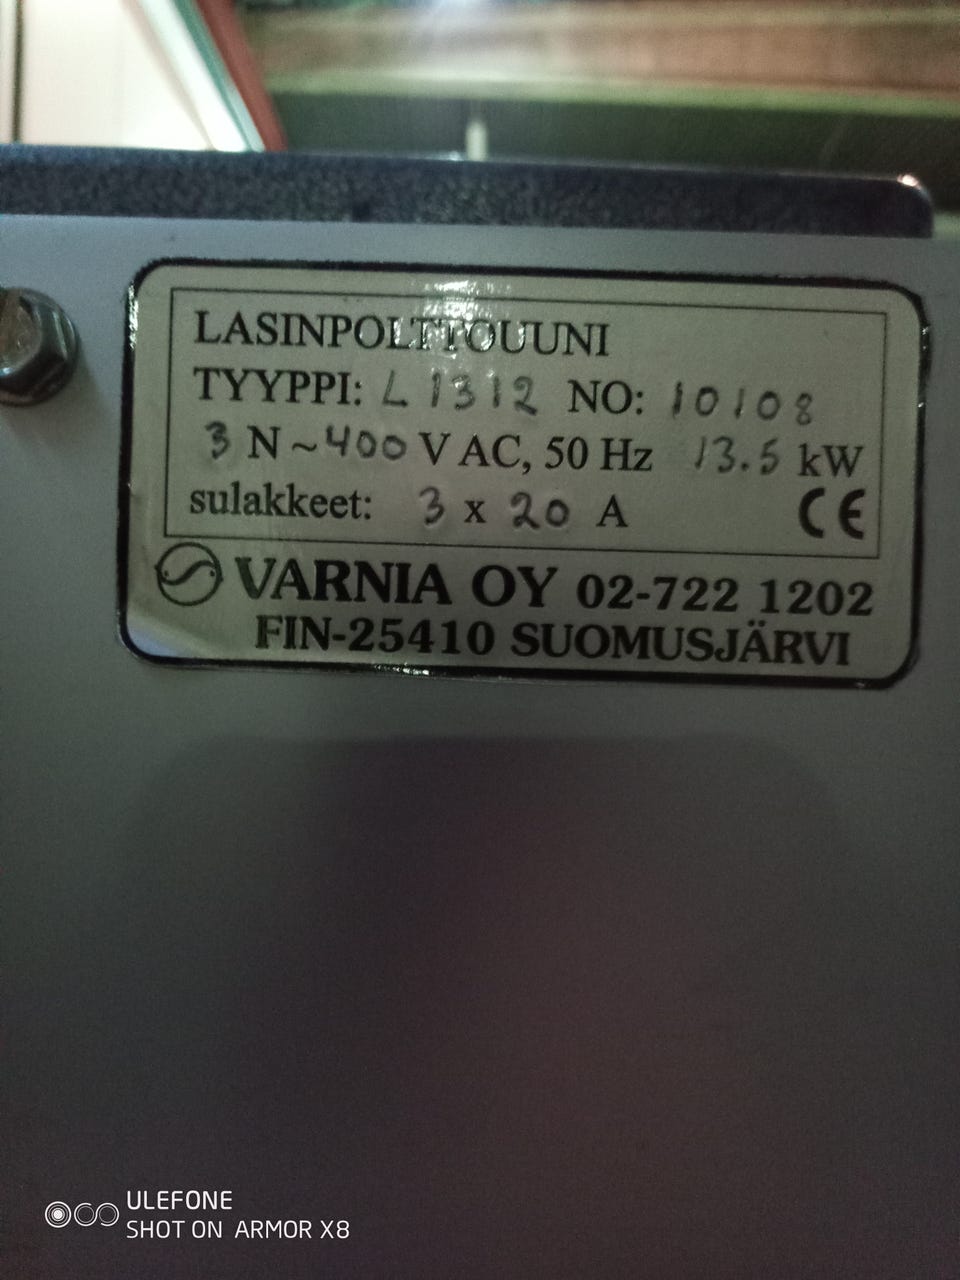 LASINPOLTTOUUNI
TYYPPI: L 1312 NO: 10108
3 N ~ 400 V AC, 50 Hz 13.5 kW
sulakkeet: 3 x 20 A CE
VARNIA OY 02-722 1202
FIN-25410 SUOMUSJÄRVI
ULEFONE
SHOT ON ARMOR X8